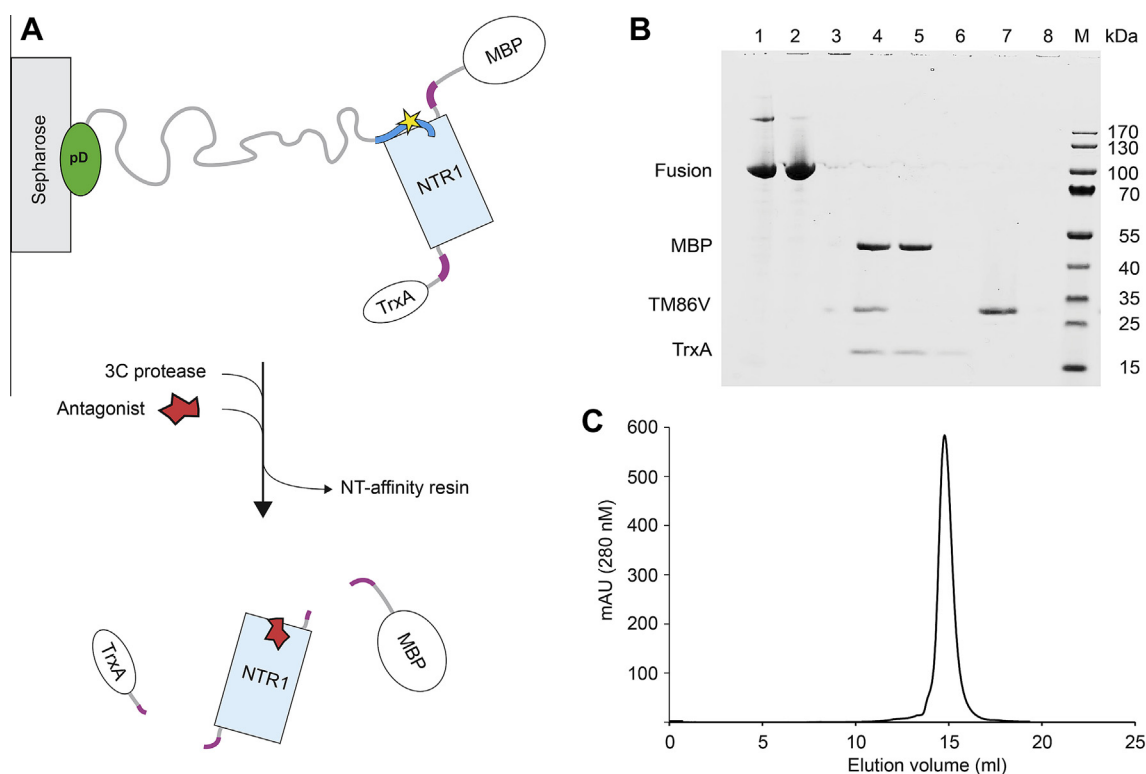 A
Sepharose
pD
NTR1
MBP
TrxA
3C protease
Antagonist
NT-affinity resin
TrxA
NTR1
MBP
B
1 2 3 4 5 6 7 8 M kDa
Fusion
MBP
TM86V
TrxA
170
130
100
70
55
40
35
25
15
C
mAU (280 nM)
600
500
400
300
200
100
0 5 10 15 20 25
Elution volume (ml)